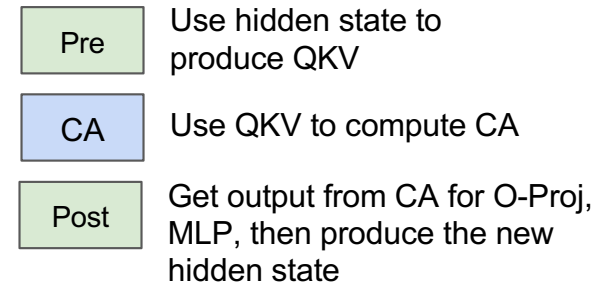 Pre
Use hidden state to
produce QKV
CA
Use QKV to compute CA
Post
Get output from CA for O-Proj,
MLP, then produce the new
hidden state